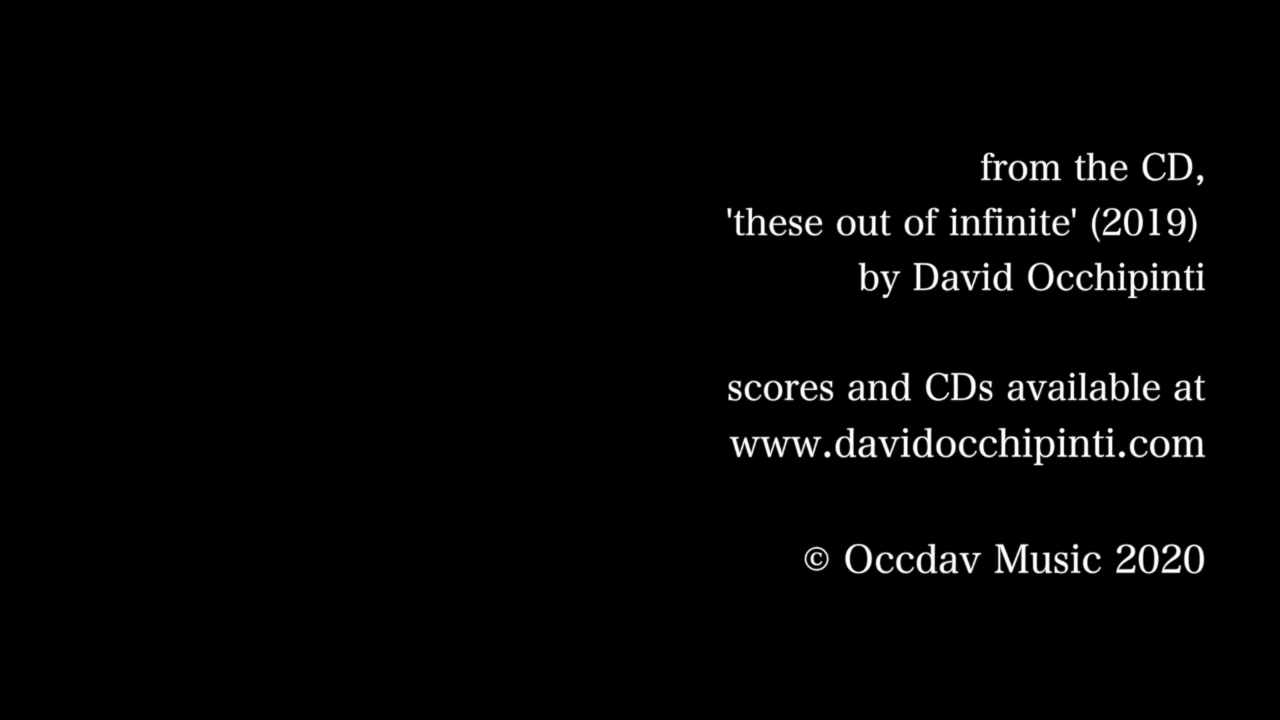 from the CD,
'these out of infinite' (2019)
by David Occhipinti
scores and CDs available at
www.davidocchipinti.com
© Occdav Music 2020